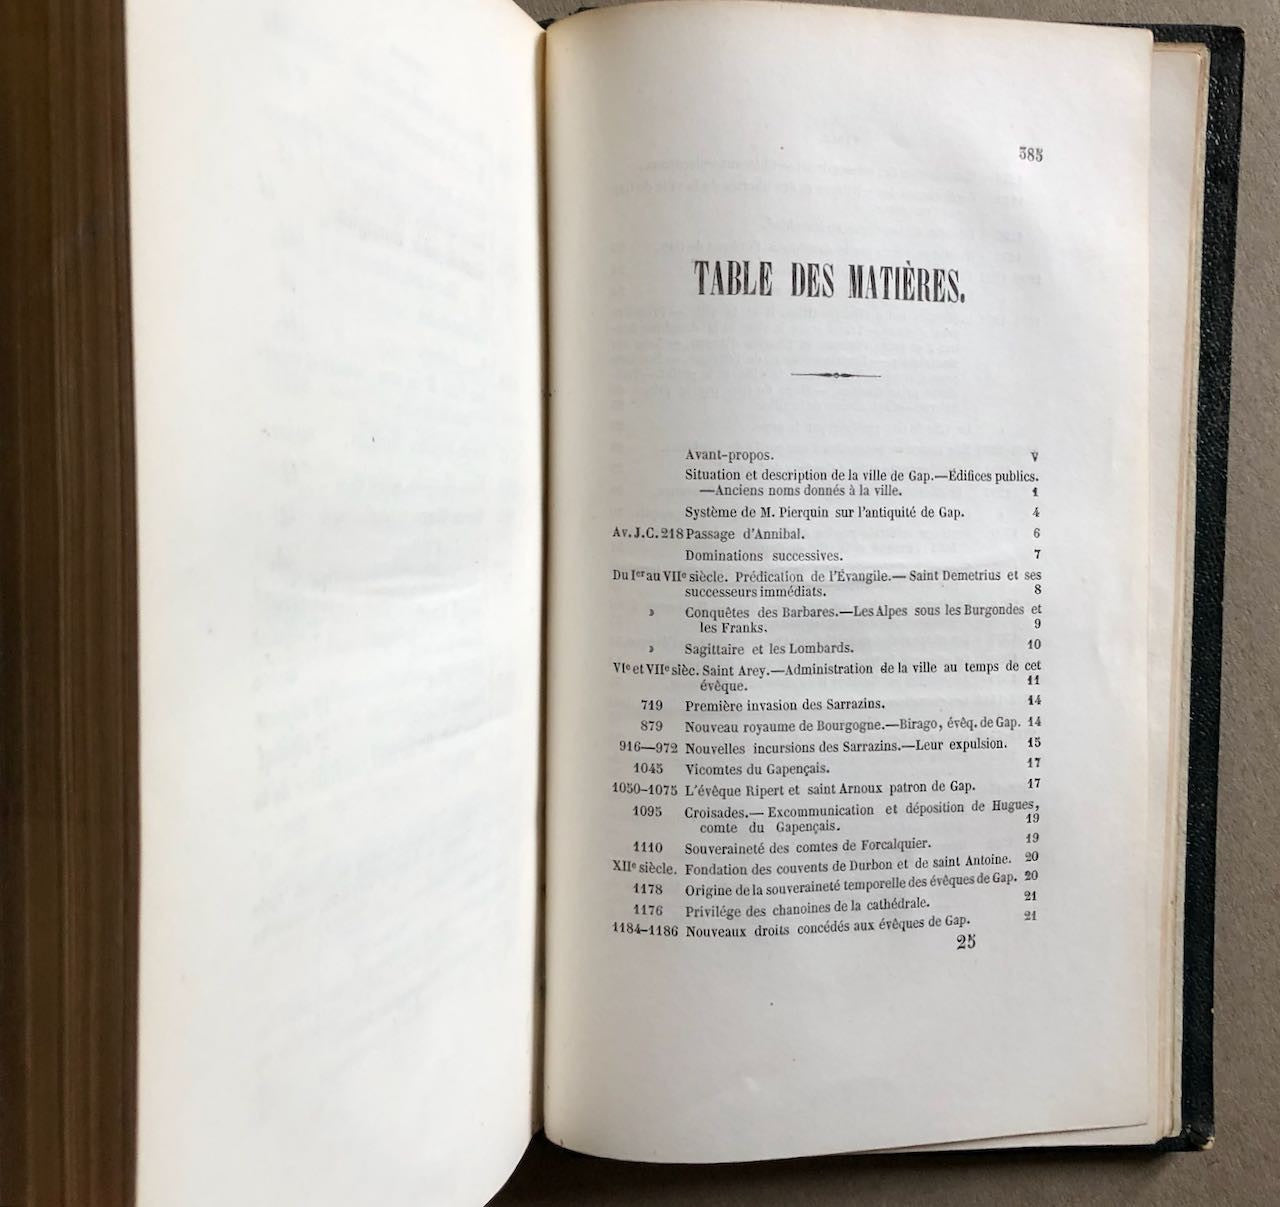 385
TABLE DES MATIÈRES.
Avant-propos. V
Situation et description de la ville de Gap.—Édifices publics.
—Anciens noms donnés à la ville. 1
Système de M. Pierquin sur l'antiquité de Gap. 4
Av. J.C. 218 Passage d'Annibal. 6
Dominations successives. 7
Du Ier au VIIe siècle. Prédication de l'Évangile.— Saint Demetrius et ses
successeurs immédiats. 8
» Conquêtes des Barbares.—Les Alpes sous les Burgondes et
les Franks. 9
» Sagittaire et les Lombards. 10
VIe et VIIe sièc. Saint Arey.—Administration de la ville au temps de cet
évêque. 11
719 Première invasion des Sarrazins. 14
879 Nouveau royaume de Bourgogne.—Birago, évêq. de Gap. 14
916—972 Nouvelles incursions des Sarrazins.—Leur expulsion. 15
1045 Vicomtes du Gapençais. 17
1050-1075 L'évêque Ripert et saint Arnoux patron de Gap. 17
1095 Croisades.— Excommunication et déposition de Hugues,
comte du Gapençais. 19
1110 Souveraineté des comtes de Forcalquier. 19
XIIe siècle. Fondation des couvents de Durbon et de saint Antoine. 20
1178 Origine de la souveraineté temporelle des évêques de Gap. 20
1176 Privilége des chanoines de la cathédrale. 21
1184-1186 Nouveaux droits concédés aux évêques de Gap. 21
25